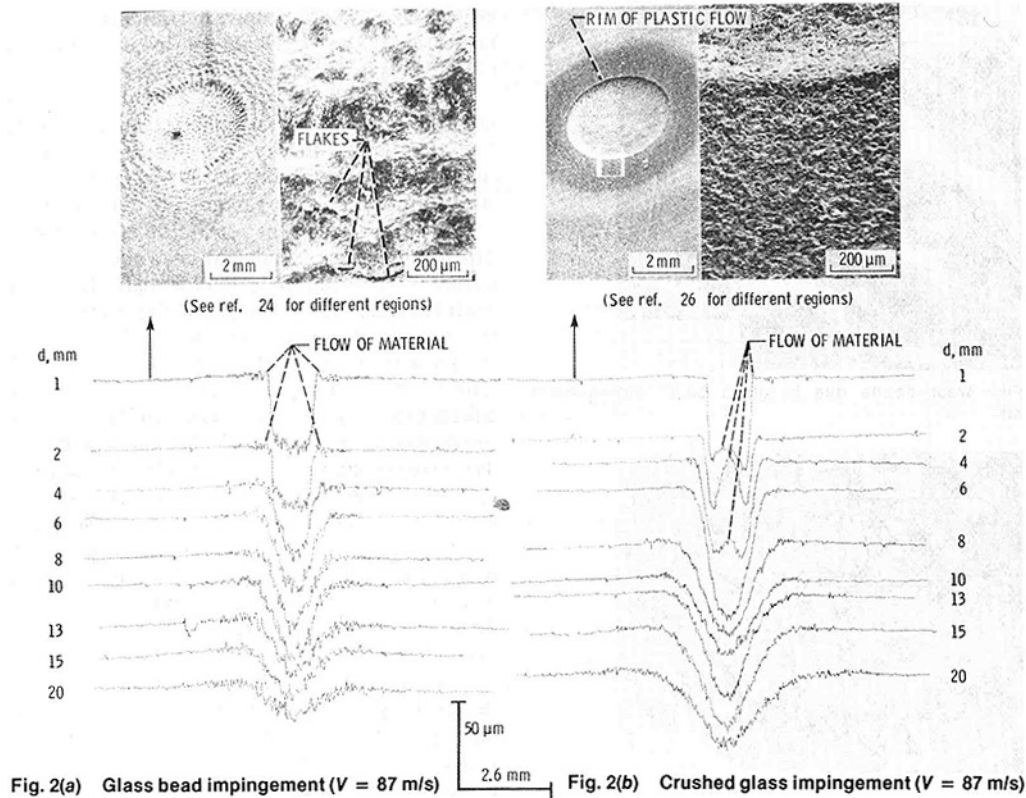 RIM OF PLASTIC FLOW
FLAKES
2 mm
200 μm
2 mm
200 μm
(See ref. 24 for different regions)
(See ref. 26 for different regions)
d, mm
FLOW OF MATERIAL
1
2
4
6
8
10
13
15
20
FLOW OF MATERIAL
d, mm
1
2
4
6
8
10
13
15
20
50 μm
2.6 mm
Fig. 2(a) Glass bead impingement (V = 87 m/s)
Fig. 2(b) Crushed glass impingement (V = 87 m/s)